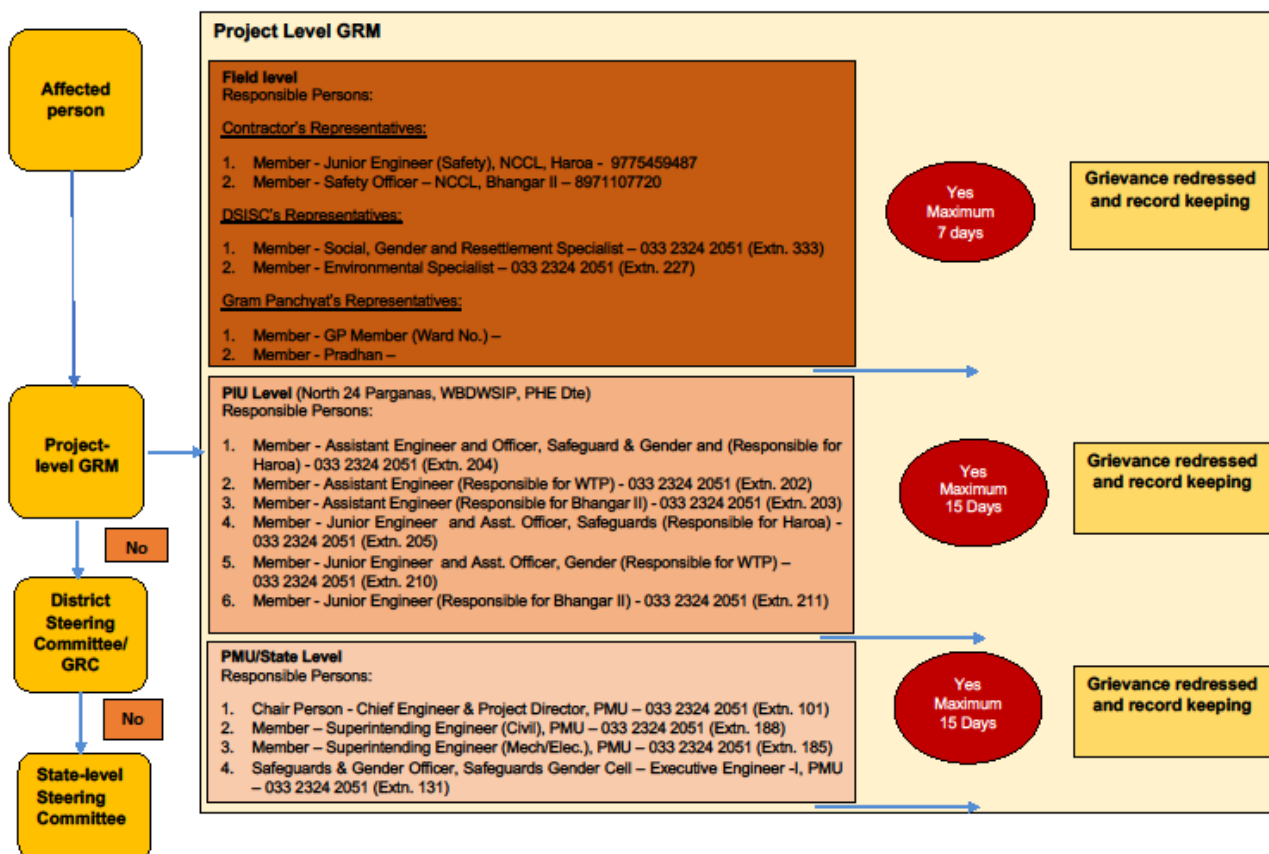 Affected
person
Project-
level GRM
No
District
Steering
Committee/
GRC
No
State-level
Steering
Committee
Project Level GRM
Field level
Responsible Persons:
Contractor's Representatives:
1. Member - Junior Engineer (Safety), NCCL, Haroa - 9775459487
2. Member - Safety Officer – NCCL, Bhangar II – 8971107720
DSISC's Representatives:
1. Member - Social, Gender and Resettlement Specialist – 033 2324 2051 (Extn. 333)
2. Member - Environmental Specialist – 033 2324 2051 (Extn. 227)
Gram Panchyat's Representatives:
1. Member - GP Member (Ward No.) –
2. Member - Pradhan –
Yes
Maximum
7 days
Grievance redressed
and record keeping
PIU Level (North 24 Parganas, WBDWSIP, PHE Dte)
Responsible Persons:
1. Member - Assistant Engineer and Officer, Safeguard & Gender and (Responsible for
Haroa) - 033 2324 2051 (Extn. 204)
2. Member - Assistant Engineer (Responsible for WTP) - 033 2324 2051 (Extn. 202)
3. Member - Assistant Engineer (Responsible for Bhangar II) - 033 2324 2051 (Extn. 203)
4. Member - Junior Engineer and Asst. Officer, Safeguards (Responsible for Haroa) -
033 2324 2051 (Extn. 205)
5. Member - Junior Engineer and Asst. Officer, Gender (Responsible for WTP) –
033 2324 2051 (Extn. 210)
6. Member - Junior Engineer (Responsible for Bhangar II) - 033 2324 2051 (Extn. 211)
Yes
Maximum
15 Days
Grievance redressed
and record keeping
PMU/State Level
Responsible Persons:
1. Chair Person - Chief Engineer & Project Director, PMU – 033 2324 2051 (Extn. 101)
2. Member – Superintending Engineer (Civil), PMU – 033 2324 2051 (Extn. 188)
3. Member – Superintending Engineer (Mech/Elec.), PMU – 033 2324 2051 (Extn. 185)
4. Safeguards & Gender Officer, Safeguards Gender Cell – Executive Engineer -I, PMU
– 033 2324 2051 (Extn. 131)
Yes
Maximum
15 Days
Grievance redressed
and record keeping